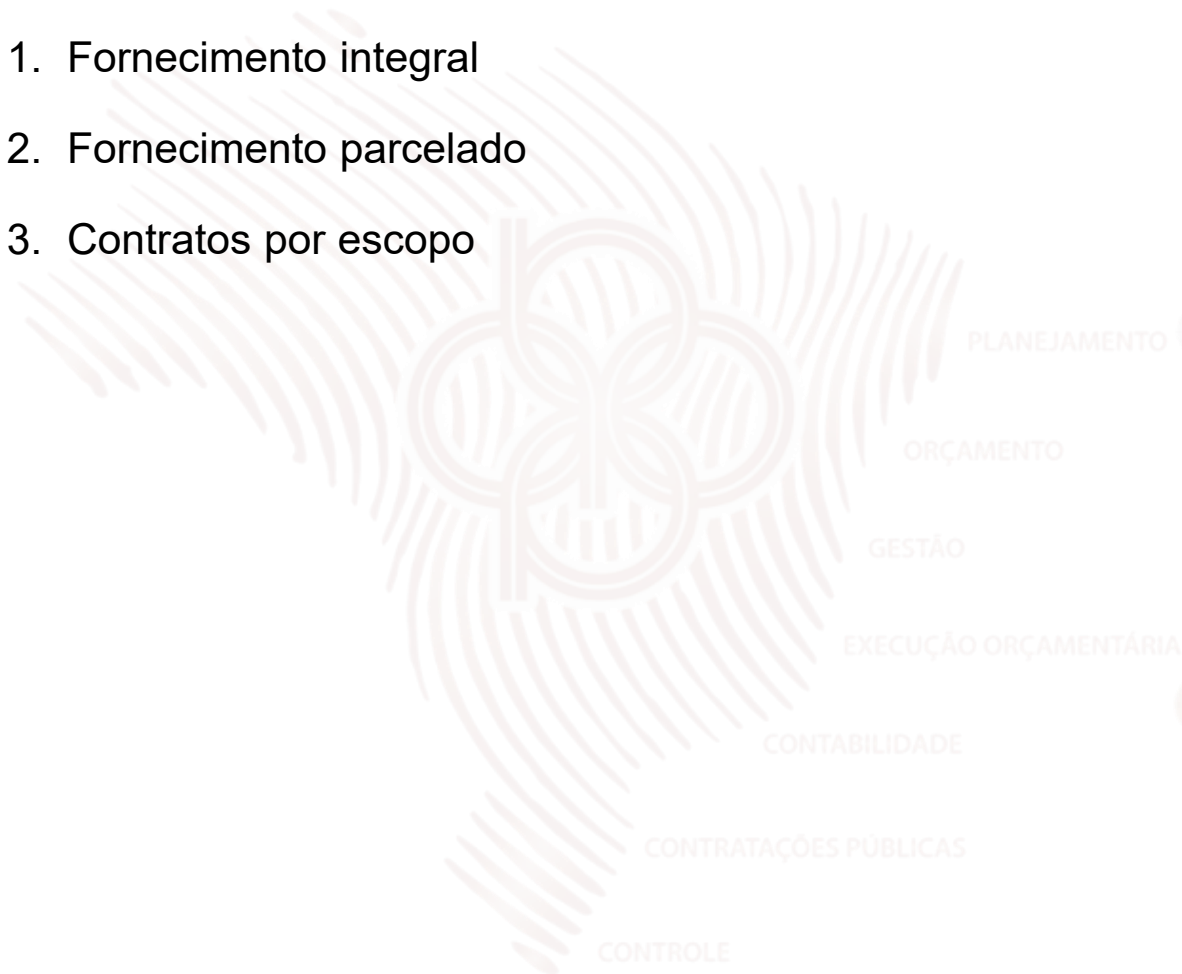 1. Fornecimento integral
2. Fornecimento parcelado
3. Contratos por escopo
PLANEJAMENTO
ORÇAMENTO
GESTÃO
EXECUÇÃO ORÇAMENTÁRIA
CONTABILIDADE
CONTRATAÇÕES PÚBLICAS
CONTROLE